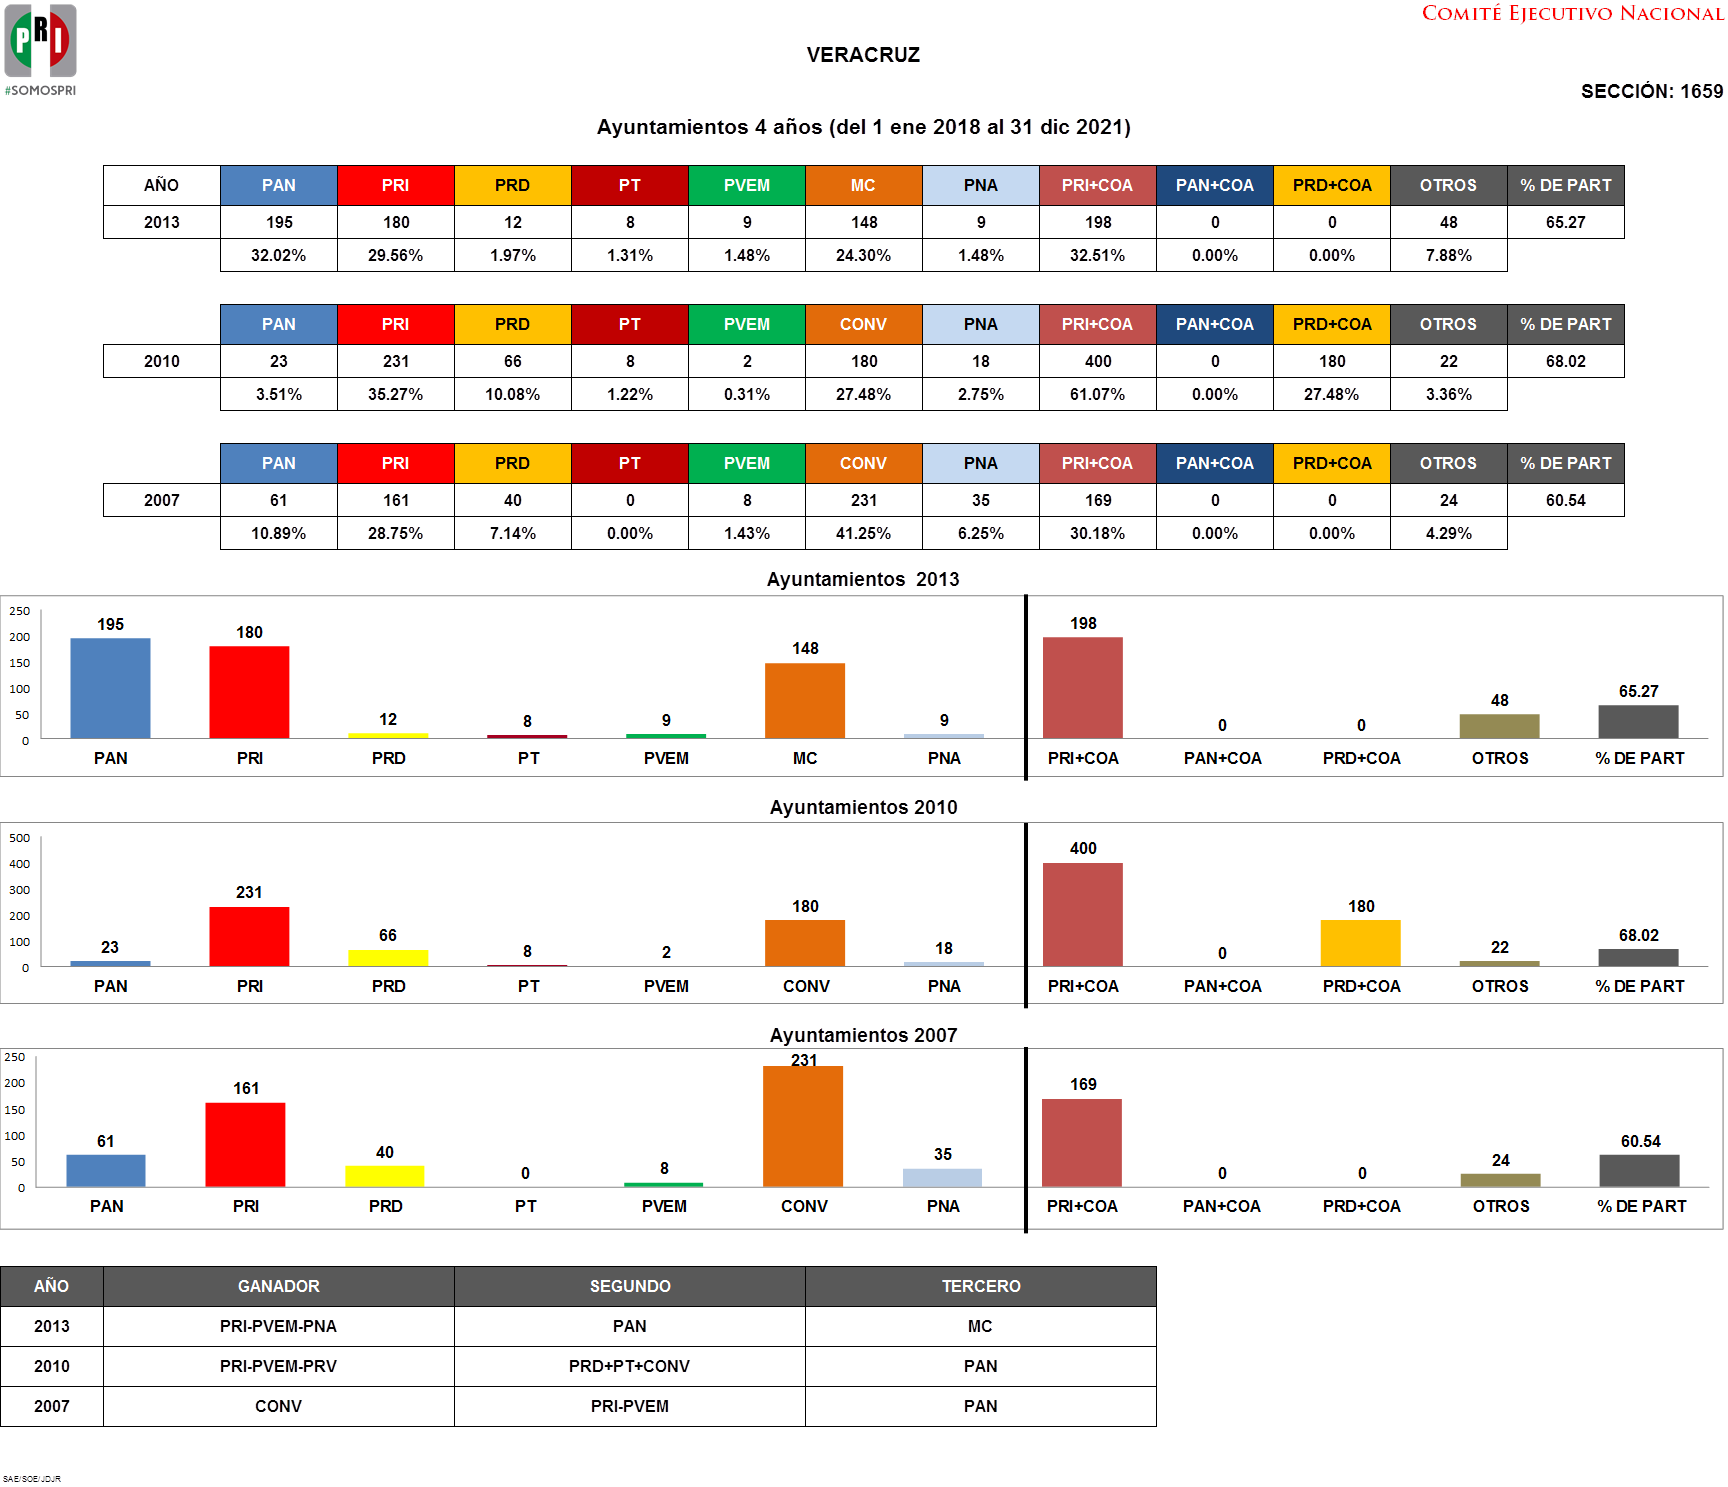 COMITÉ EJECUTIVO NACIONAL
PRI
#SOMOSPRI
VERACRUZ
SECCIÓN: 1659
Ayuntamientos 4 años (del 1 ene 2018 al 31 dic 2021)
AÑO PAN PRI PRD PT PVEM MC PNA PRI+COA PAN+COA PRD+COA OTROS % DE PART
2013 195 180 12 8 9 148 9 198 0 0 48 65.27
32.02% 29.56% 1.97% 1.31% 1.48% 24.30% 1.48% 32.51% 0.00% 0.00% 7.88%
PAN PRI PRD PT PVEM CONV PNA PRI+COA PAN+COA PRD+COA OTROS % DE PART
2010 23 231 66 8 2 180 18 400 0 180 22 68.02
3.51% 35.27% 10.08% 1.22% 0.31% 27.48% 2.75% 61.07% 0.00% 27.48% 3.36%
PAN PRI PRD PT PVEM CONV PNA PRI+COA PAN+COA PRD+COA OTROS % DE PART
2007 61 161 40 0 8 231 35 169 0 0 24 60.54
10.89% 28.75% 7.14% 0.00% 1.43% 41.25% 6.25% 30.18% 0.00% 0.00% 4.29%
Ayuntamientos 2013
250
200
150
100
50
0
195 180 12 8 9 148 9 198 0 0 48 65.27
PAN PRI PRD PT PVEM MC PNA PRI+COA PAN+COA PRD+COA OTROS % DE PART
Ayuntamientos 2010
500
400
300
200
100
0
23 231 66 8 2 180 18 400 0 180 22 68.02
PAN PRI PRD PT PVEM CONV PNA PRI+COA PAN+COA PRD+COA OTROS % DE PART
Ayuntamientos 2007
250
200
150
100
50
0
61 161 40 0 8 231 35 169 0 0 24 60.54
PAN PRI PRD PT PVEM CONV PNA PRI+COA PAN+COA PRD+COA OTROS % DE PART
AÑO GANADOR SEGUNDO TERCERO
2013 PRI-PVEM-PNA PAN MC
2010 PRI-PVEM-PRV PRD+PT+CONV PAN
2007 CONV PRI-PVEM PAN
SAE/SOE/JDJR